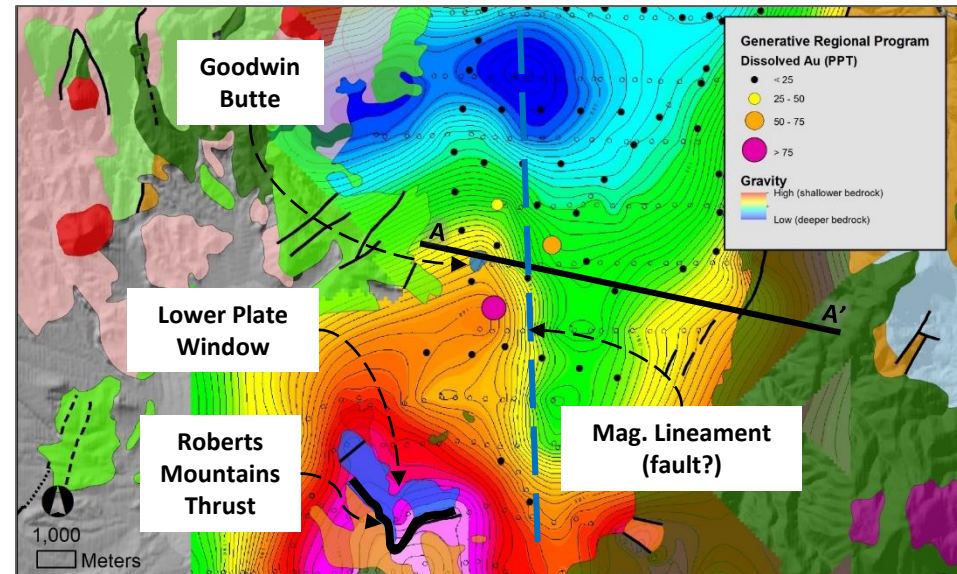 Goodwin
Butte
Generative Regional Program
Dissolved Au (PPT)
< 25
25 - 50
50 - 75
> 75
Gravity
High (shallower bedrock)
Low (deeper bedrock)
A
A'
Lower Plate
Window
Roberts
Mountains
Thrust
Mag. Lineament
(fault?)
1,000
Meters